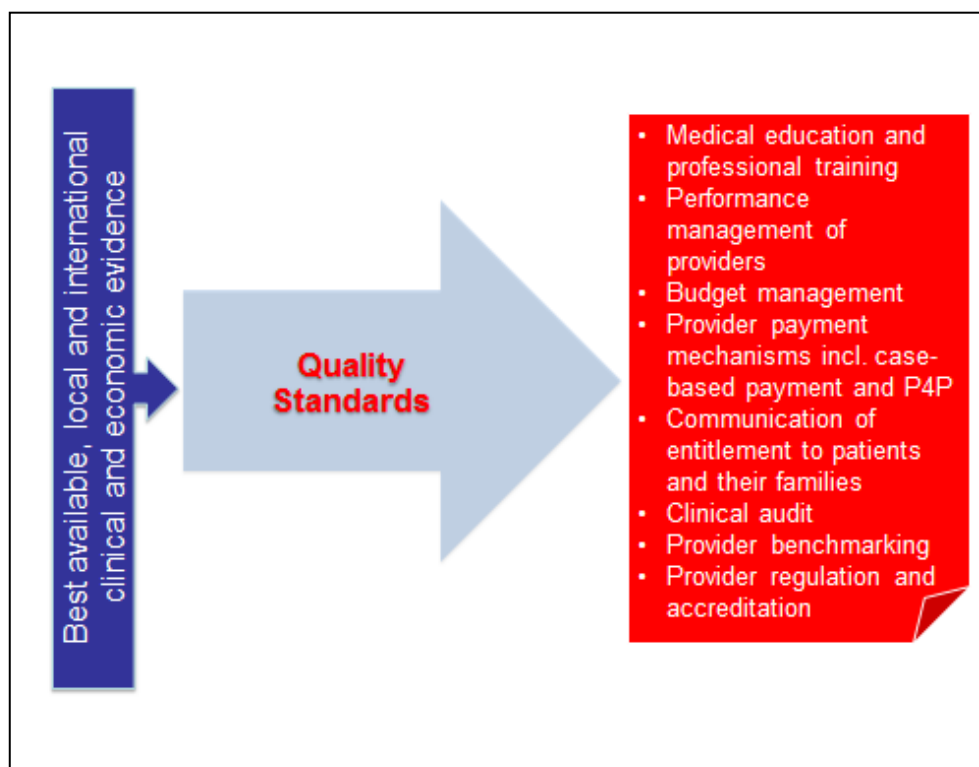 Best available, local and international
clinical and economic evidence
Quality
Standards
• Medical education and
professional training
• Performance
management of
providers
• Budget management
• Provider payment
mechanisms incl. case-
based payment and P4P
• Communication of
entitlement to patients
and their families
• Clinical audit
• Provider benchmarking
• Provider regulation and
accreditation